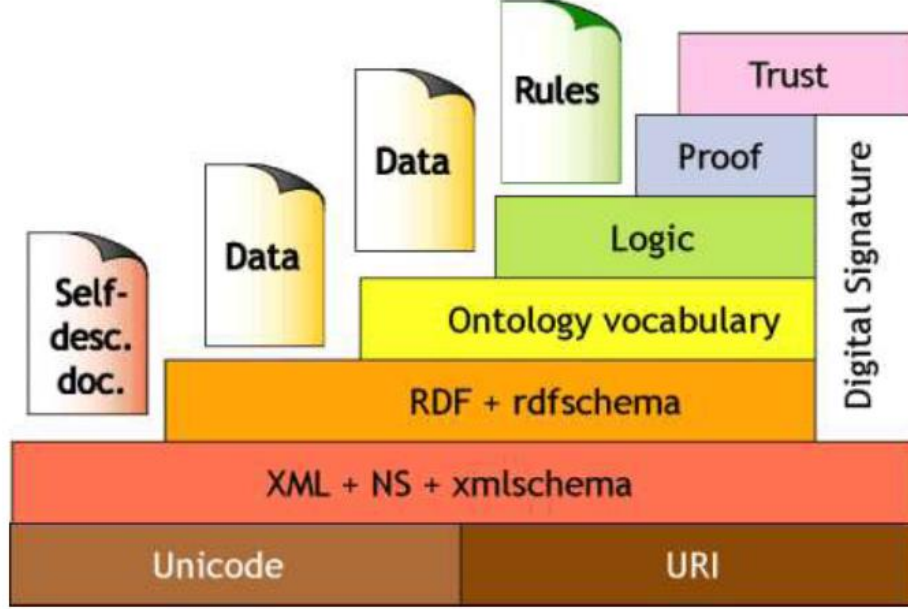 Rules
Trust
Data
Proof
Data
Logic
Self-
desc.
doc.
Ontology vocabulary
Digital Signature
RDF + rdfschema
XML + NS + xmlschema
Unicode
URI